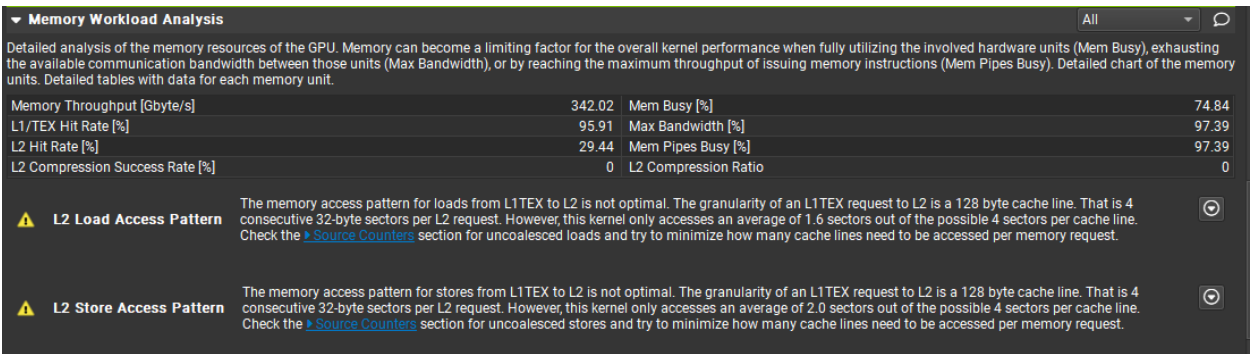 Memory Workload Analysis All
Detailed analysis of the memory resources of the GPU. Memory can become a limiting factor for the overall kernel performance when fully utilizing the involved hardware units (Mem Busy), exhausting
the available communication bandwidth between those units (Max Bandwidth), or by reaching the maximum throughput of issuing memory instructions (Mem Pipes Busy). Detailed chart of the memory
units. Detailed tables with data for each memory unit.
Memory Throughput [Gbyte/s] 342.02 Mem Busy [%] 74.84
L1/TEX Hit Rate [%] 95.91 Max Bandwidth [%] 97.39
L2 Hit Rate [%] 29.44 Mem Pipes Busy [%] 97.39
L2 Compression Success Rate [%] 0 L2 Compression Ratio 0
The memory access pattern for loads from L1TEX to L2 is not optimal. The granularity of an L1TEX request to L2 is a 128 byte cache line. That is 4
L2 Load Access Pattern consecutive 32-byte sectors per L2 request. However, this kernel only accesses an average of 1.6 sectors out of the possible 4 sectors per cache line.
Check the Source Counters section for uncoalesced loads and try to minimize how many cache lines need to be accessed per memory request.
The memory access pattern for stores from L1TEX to L2 is not optimal. The granularity of an L1TEX request to L2 is a 128 byte cache line. That is 4
L2 Store Access Pattern consecutive 32-byte sectors per L2 request. However, this kernel only accesses an average of 2.0 sectors out of the possible 4 sectors per cache line.
Check the Source Counters section for uncoalesced stores and try to minimize how many cache lines need to be accessed per memory request.